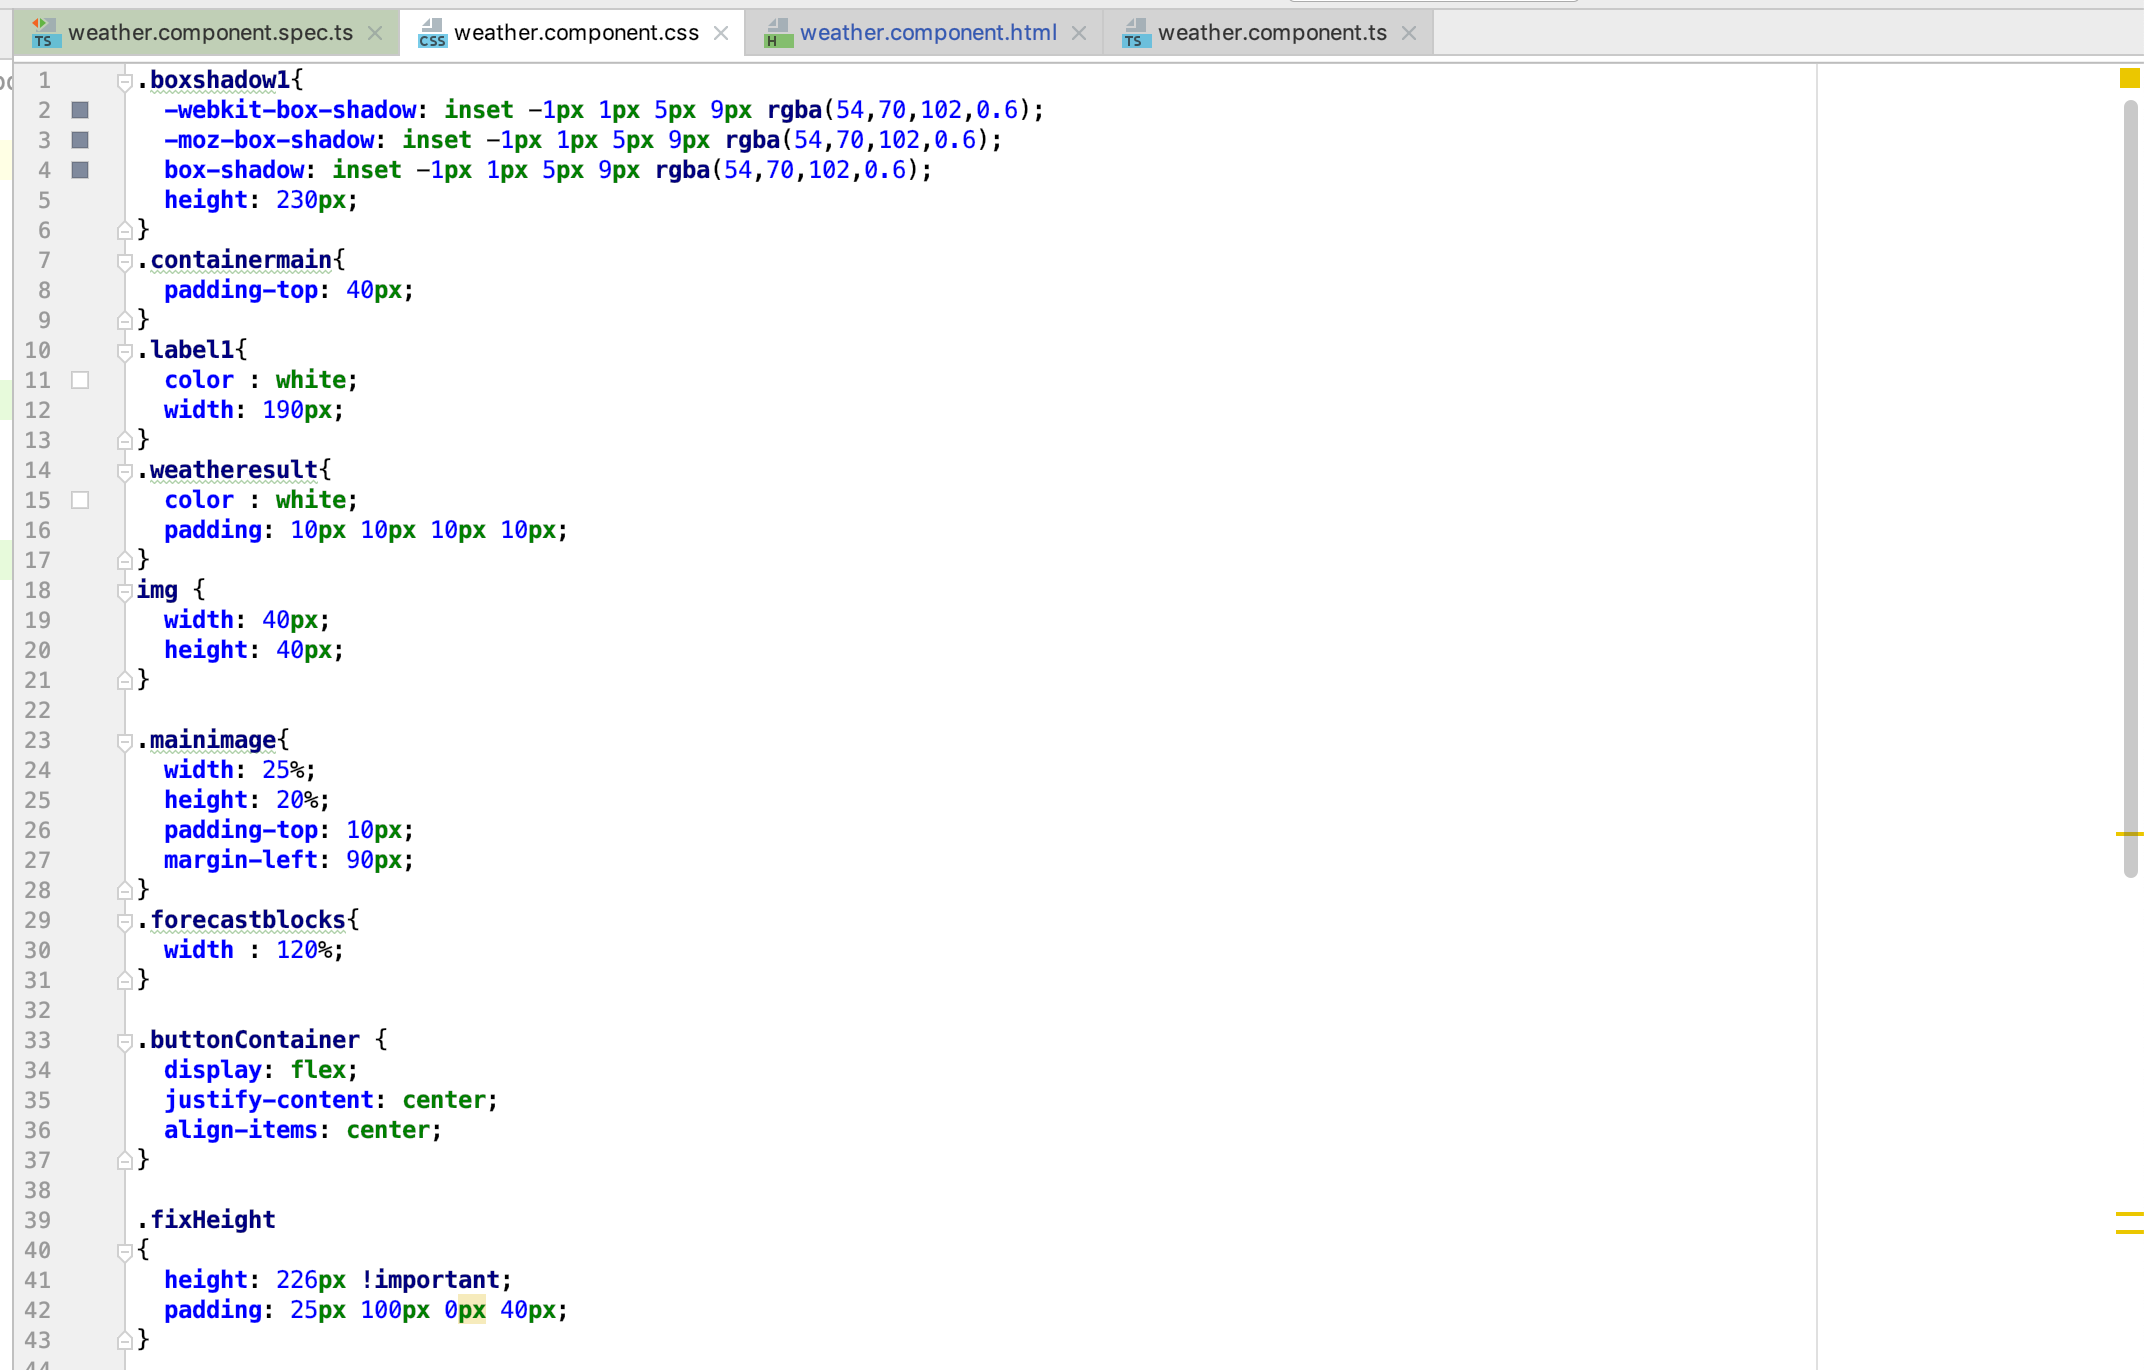 TS weather.component.spec.ts CSS weather.component.css H weather.component.html TS weather.component.ts
1 .boxshadow1{
2 -webkit-box-shadow: inset -1px 1px 5px 9px rgba(54,70,102,0.6);
3 -moz-box-shadow: inset -1px 1px 5px 9px rgba(54,70,102,0.6);
4 box-shadow: inset -1px 1px 5px 9px rgba(54,70,102,0.6);
5 height: 230px;
6 }
7 .containermain{
8 padding-top: 40px;
9 }
10 .label1{
11 color : white;
12 width: 190px;
13 }
14 .weatheresult{
15 color : white;
16 padding: 10px 10px 10px 10px;
17 }
18 img {
19 width: 40px;
20 height: 40px;
21 }
22
23 .mainimage{
24 width: 25%;
25 height: 20%;
26 padding-top: 10px;
27 margin-left: 90px;
28 }
29 .forecastblocks{
30 width : 120%;
31 }
32
33 .buttonContainer {
34 display: flex;
35 justify-content: center;
36 align-items: center;
37 }
38
39 .fixHeight
40 {
41 height: 226px !important;
42 padding: 25px 100px 0px 40px;
43 }
44